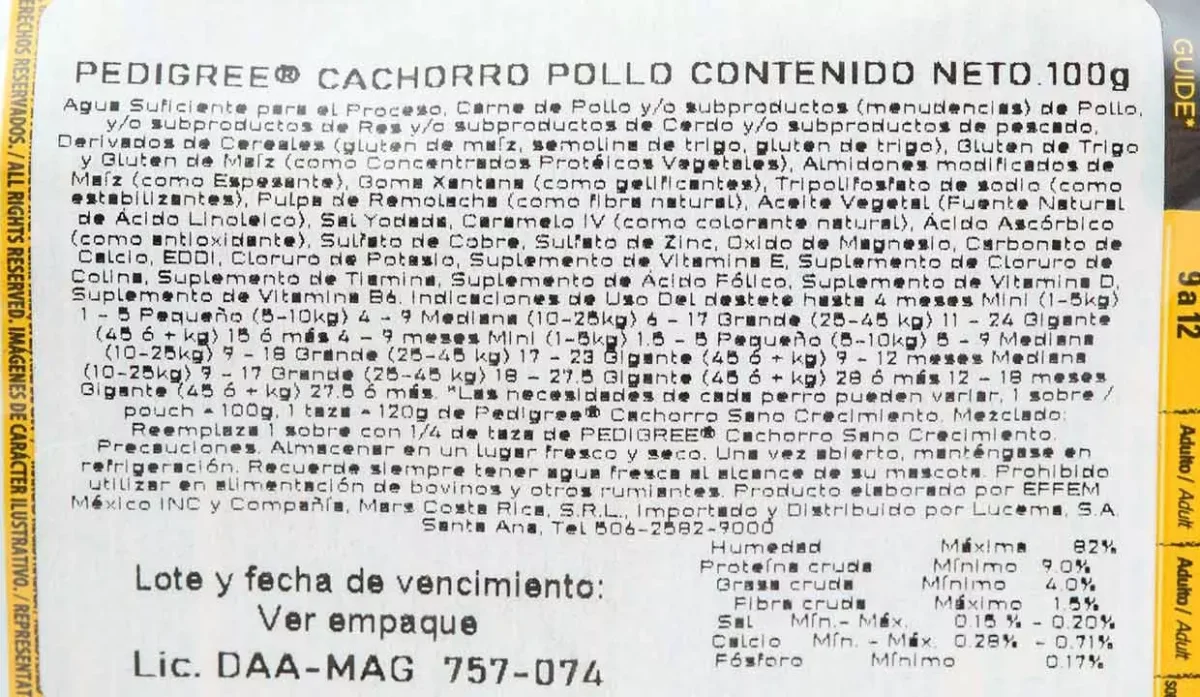 PEDIGREE® CACHORRO POLLO CONTENIDO NETO.100g
Agua Suficiente para el Proceso, Carne de Pollo y/o subproductos (menudencias) de Pollo,
y/o subproductos de Res y/o subproductos de Cerdo y/o subproductos de pescado,
Derivados de Cereales (gluten de maíz, semolina de trigo, gluten de trigo), Gluten de Trigo
y Gluten de Maíz (como Concentrados Protéicos Vegetales), Almidones modificados de
Maíz (como Espesante), Goma Xantana (como gelificantes), Tripolifosfato de sodio (como
estabilizantes), Pulpa de Remolacha (como fibra natural), Aceite Vegetal (Fuente Natural
de Ácido Linoleico), Sal Yodada, Caramelo IV (como colorante natural), Ácido Ascórbico
(como antioxidante), Sulfato de Cobre, Sulfato de Zinc, Oxido de Magnesio, Carbonato de
Calcio, EDDI, Cloruro de Potasio, Suplemento de Vitamina E, Suplemento de Cloruro de
Colina, Suplemento de Tiamina, Suplemento de Ácido Fólico, Suplemento de Vitamina D,
Suplemento de Vitamina B6. Indicaciones de Uso Del destete hasta 4 meses Mini (1-5kg)
1 - 5 Pequeño (5-10kg) 4 - 9 Mediana (10-25kg) 6 - 17 Grande (25-45 kg) 11 - 24 Gigante
(45 ó + kg) 15 ó más 4 - 9 meses Mini (1-5kg) 1.5 - 5 Pequeño (5-10kg) 5 - 9 Mediana
(10-25kg) 9 - 18 Grande (25-45 kg) 17 - 23 Gigante (45 ó + kg) 9 - 12 meses Mediana
(10-25kg) 9 - 17 Grande (25-45 kg) 18 - 27.5 Gigante (45 ó + kg) 28 ó más 12 - 18 meses
Gigante (45 ó + kg) 27.5 ó más. *Las necesidades de cada perro pueden variar, 1 sobre /
pouch = 100g, 1 taza = 120g de Pedigree® Cachorro Sano Crecimiento. Mezclado:
Reemplaza 1 sobre con 1/4 de taza de PEDIGREE® Cachorro Sano Crecimiento.
Precauciones. Almacenar en un lugar fresco y seco. Una vez abierto, manténgase en
refrigeración. Recuerde siempre tener agua fresca al alcance de su mascota. Prohibido
utilizar en alimentación de bovinos y otros rumiantes. Producto elaborado por EFFEM
México INC y Compañía, Mars Costa Rica, S.R.L., Importado y Distribuido por Lucema, S.A.
Santa Ana, Tel 506-2582-9000
Humedad Máxima 82%
Proteína cruda Mínimo 9.0%
Grasa cruda Mínimo 4.0%
Fibra cruda Máximo 1.5%
Sal Mín.- Máx. 0.15 % - 0.20%
Calcio Mín. - Máx. 0.28% - 0.71%
Fósforo Mínimo 0.17%
Lote y fecha de vencimiento:
Ver empaque
Lic. DAA-MAG 757-074
GUIDE*
9 a 12
Adulto / Adult
Adulto / Adult
DERECHOS RESERVADOS. / ALL RIGHTS RESERVED. IMÁGENES DE CARÁCTER ILUSTRATIVO. /